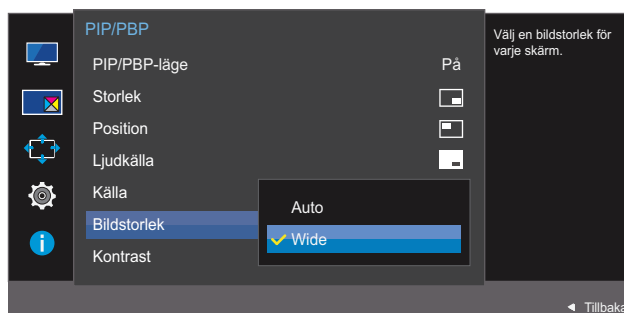 PIP/PBP
PIP/PBP-läge På
Storlek
Position
Ljudkälla
Källa
Bildstorlek
Kontrast
Auto
Wide
Välj en bildstorlek för
varje skärm.
Tillbaka